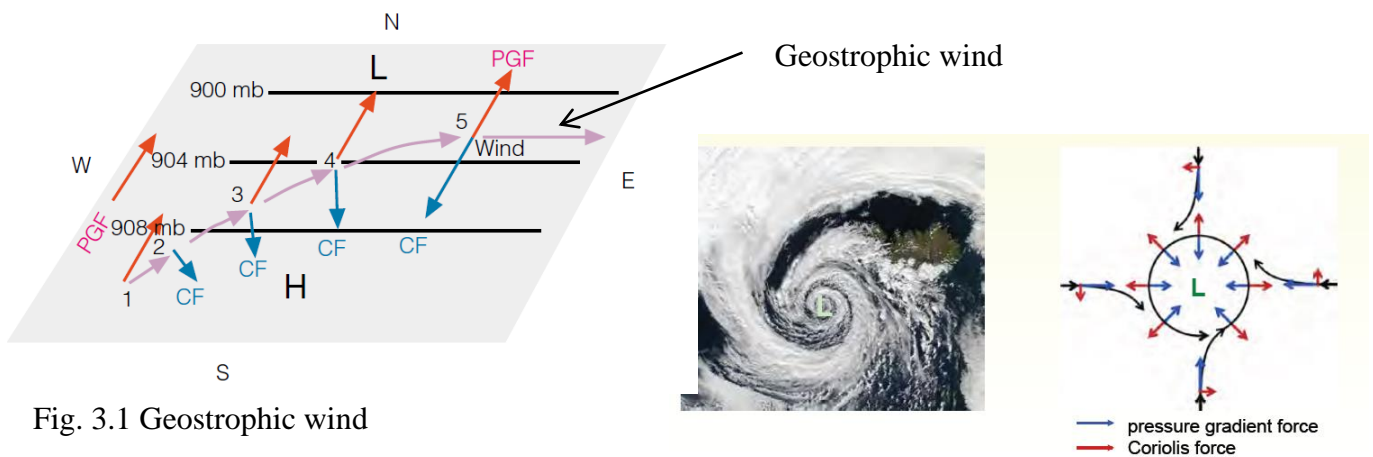 N
Geostrophic wind
PGF
L
900 mb
5
Wind
W
904 mb
4
E
3
PGF
908 mb
2
CF
CF
CF
CF
H
1
S
L
L
pressure gradient force
Coriolis force
Fig. 3.1 Geostrophic wind